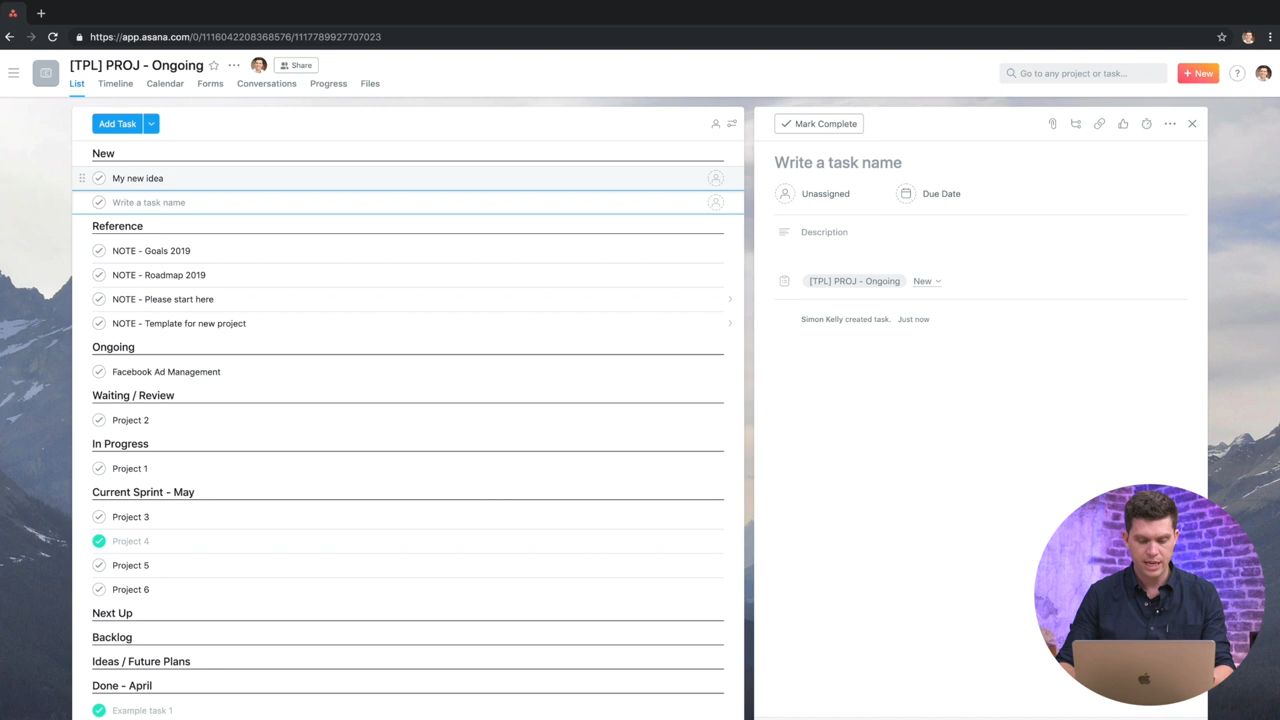 https://app.asana.com/0/1116042208368576/1117789927707023
[TPL] PROJ - Ongoing
Share
List
Timeline
Calendar
Forms
Conversations
Progress
Files
Go to any project or task...
+ New
?
Add Task
New
My new idea
Write a task name
Reference
NOTE - Goals 2019
NOTE - Roadmap 2019
NOTE - Please start here
NOTE - Template for new project
Ongoing
Facebook Ad Management
Waiting / Review
Project 2
In Progress
Project 1
Current Sprint - May
Project 3
Project 4
Project 5
Project 6
Next Up
Backlog
Ideas / Future Plans
Done - April
Example task 1
Mark Complete
Write a task name
Unassigned
Due Date
Description
[TPL] PROJ - Ongoing
New
Simon Kelly created task. Just now